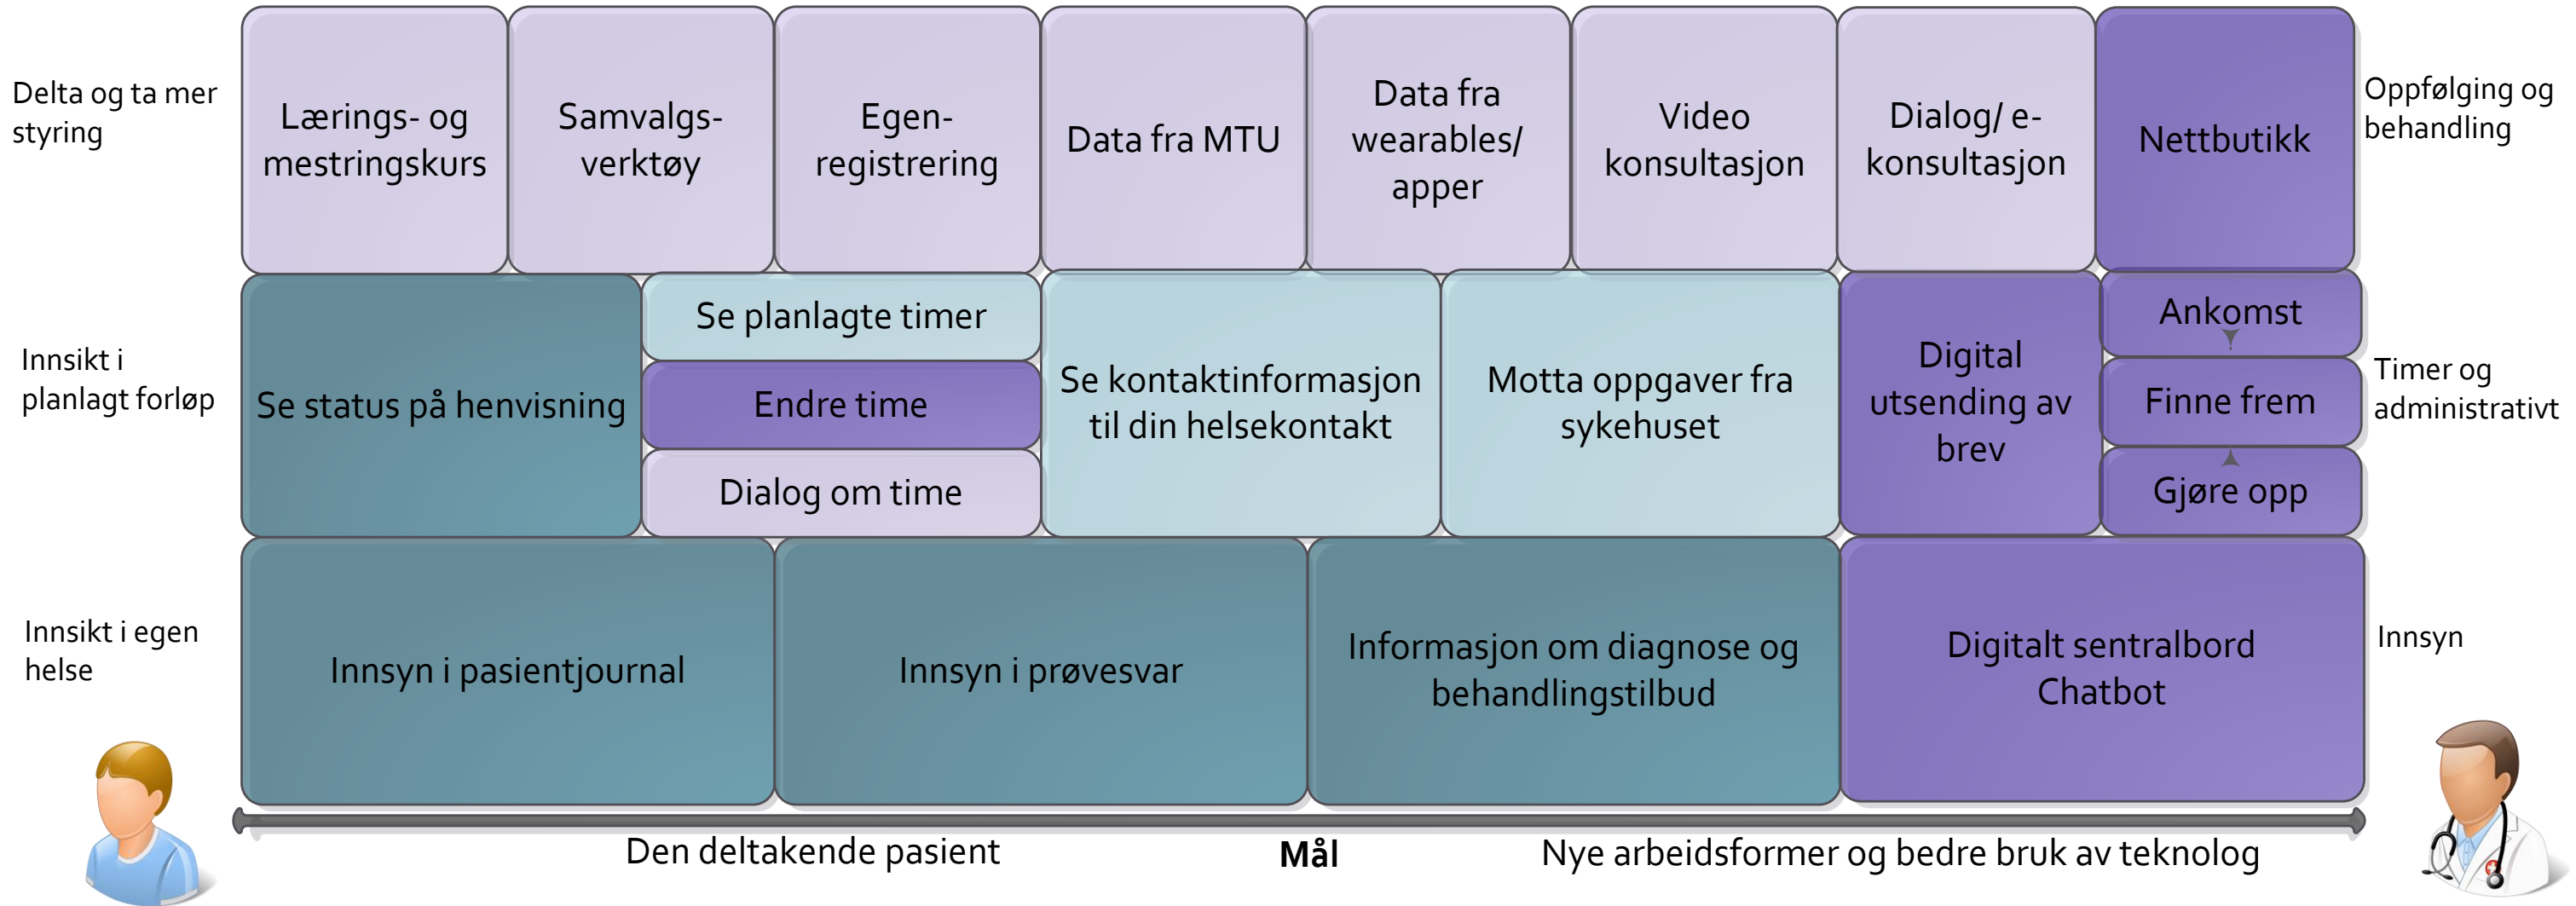 Delta og ta mer
styring
Lærings- og
mestringskurs
Samvalgs-
verktøy
Egen-
registrering
Data fra MTU
Data fra
wearables/
apper
Video
konsultasjon
Dialog/ e-
konsultasjon
Nettbutikk
Oppfølging og
behandling
Innsikt i
planlagt forløp
Se status på henvisning
Se planlagte timer
Endre time
Dialog om time
Se kontaktinformasjon
til din helsekontakt
Motta oppgaver fra
sykehuset
Digital
utsending av
brev
Ankomst
Finne frem
Gjøre opp
Timer og
administrativt
Innsikt i egen
helse
Innsyn i pasientjournal
Innsyn i prøvesvar
Informasjon om diagnose og
behandlingstilbud
Digitalt sentralbord
Chatbot
Innsyn
Den deltakende pasient
Mål
Nye arbeidsformer og bedre bruk av teknolog